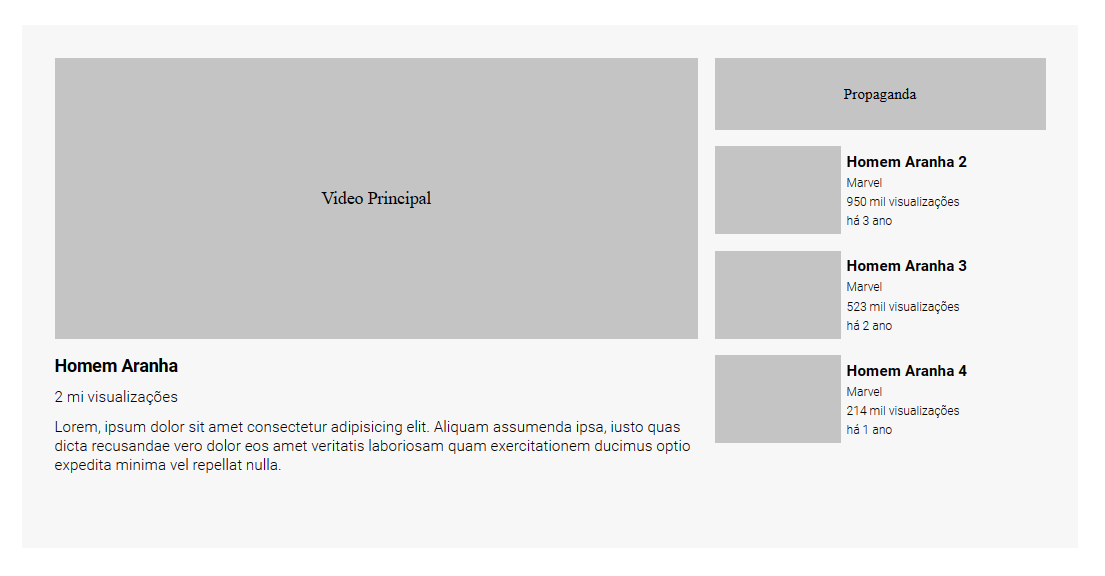 Video Principal
Homem Aranha
2 mi visualizações
Lorem, ipsum dolor sit amet consectetur adipisicing elit. Aliquam assumenda ipsa, iusto quas
dicta recusandae vero dolor eos amet veritatis laboriosam quam exercitationem ducimus optio
expedita minima vel repellat nulla.
Propaganda
Homem Aranha 2
Marvel
950 mil visualizações
há 3 ano
Homem Aranha 3
Marvel
523 mil visualizações
há 2 ano
Homem Aranha 4
Marvel
214 mil visualizações
há 1 ano